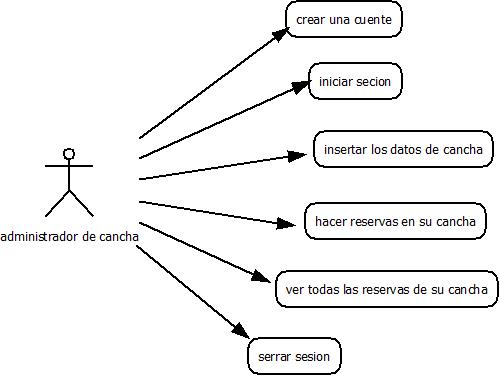 crear una cuente
iniciar secion
insertar los datos de cancha
administrador de cancha
hacer reservas en su cancha
ver todas las reservas de su cancha
serrar sesion